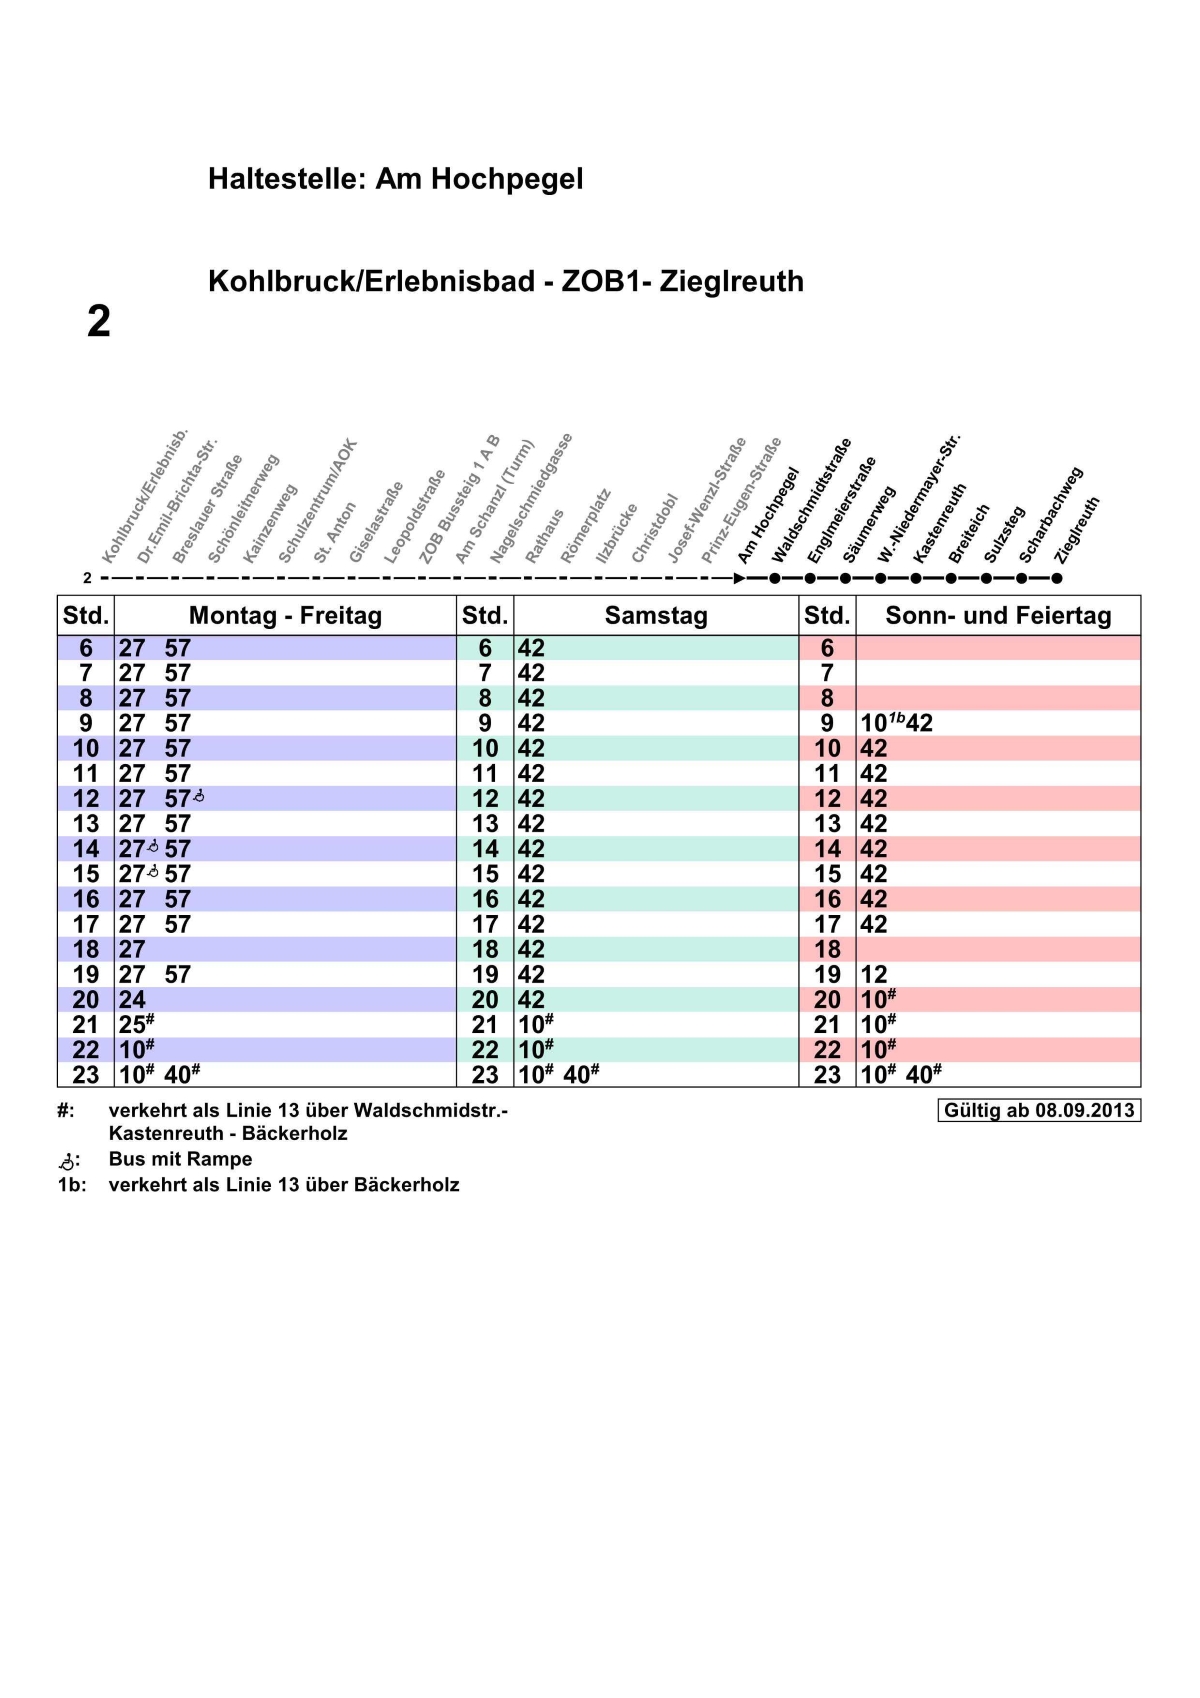 Haltestelle: Am Hochpegel
Kohlbruck/Erlebnisbad - ZOB1- Zieglreuth
2
Kohlbruck/Erlebnisb.
Dr.Emil-Brichta-Str.
Breslauer Straße
Schönleitnerweg
Kainzenweg
Schulzentrum/AOK
St. Anton
Giselastraße
Leopoldstraße
ZOB Bussteig 1 A B
Am Schanzl (Turm)
Nagelschmiedgasse
Rathaus
Römerplatz
Ilzbrücke
Christdobl
Josef-Wenzl-Straße
Prinz-Eugen-Straße
Am Hochpegel
Waldschmidtstraße
Englmeierstraße
Säumerweg
W.-Niedermayer-Str.
Kastenreuth
Breiteich
Sulzsteg
Scharbachweg
Zieglreuth
2
Std. Montag - Freitag Std. Samstag Std. Sonn- und Feiertag
6 27 57 6 42 6
7 27 57 7 42 7
8 27 57 8 42 8
9 27 57 9 42 9 10 1b 42
10 27 57 10 42 10 42
11 27 57 11 42 11 42
12 27 57 12 42 12 42
13 27 57 13 42 13 42
14 27 57 14 42 14 42
15 27 57 15 42 15 42
16 27 57 16 42 16 42
17 27 57 17 42 17 42
18 27 18 42 18
19 27 57 19 42 19 12
20 24 20 42 20 10#
21 25# 21 10# 21 10#
22 10# 22 10# 22 10#
23 10# 40# 23 10# 40# 23 10# 40#
#: verkehrt als Linie 13 über Waldschmidstr.-
Kastenreuth - Bäckerholz
Gültig ab 08.09.2013
: Bus mit Rampe
1b: verkehrt als Linie 13 über Bäckerholz